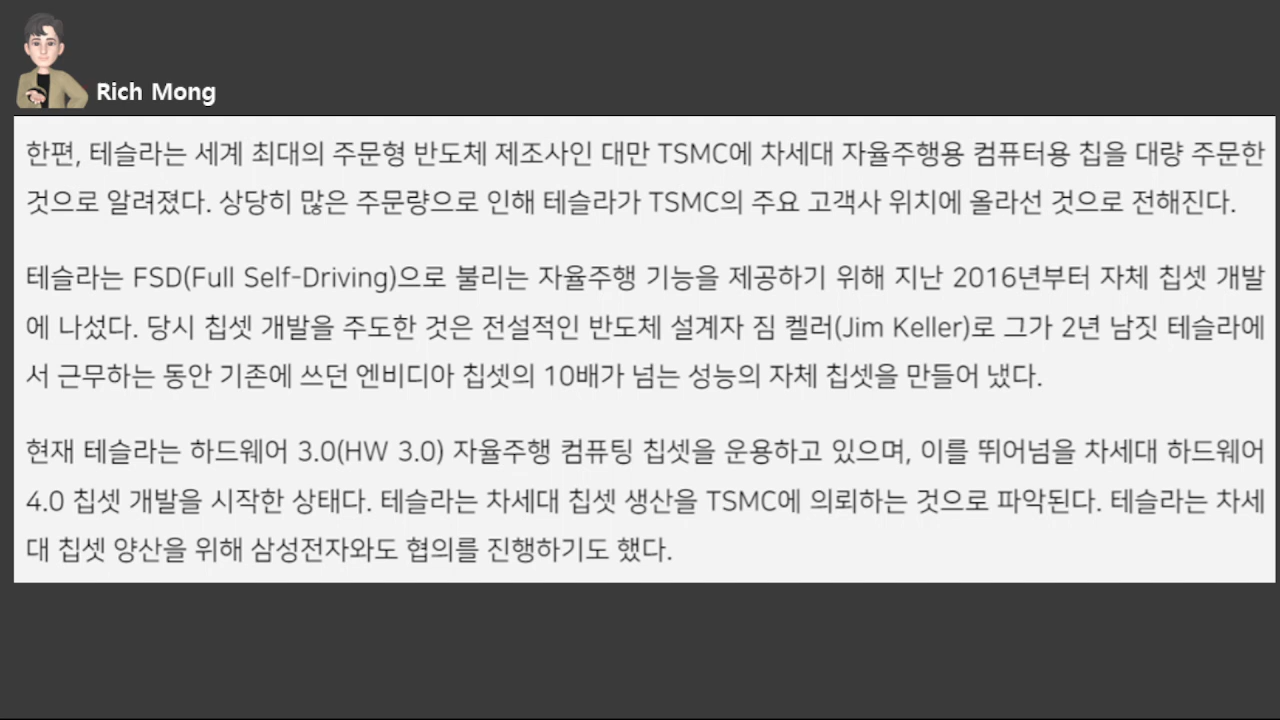 Rich Mong
한편, 테슬라는 세계 최대의 주문형 반도체 제조사인 대만 TSMC에 차세대 자율주행용 컴퓨터용 칩을 대량 주문한
것으로 알려졌다. 상당히 많은 주문량으로 인해 테슬라가 TSMC의 주요 고객사 위치에 올라선 것으로 전해진다.
테슬라는 FSD(Full Self-Driving)으로 불리는 자율주행 기능을 제공하기 위해 지난 2016년부터 자체 칩셋 개발
에 나섰다. 당시 칩셋 개발을 주도한 것은 전설적인 반도체 설계자 짐 켈러(Jim Keller)로 그가 2년 남짓 테슬라에
서 근무하는 동안 기존에 쓰던 엔비디아 칩셋의 10배가 넘는 성능의 자체 칩셋을 만들어 냈다.
현재 테슬라는 하드웨어 3.0(HW 3.0) 자율주행 컴퓨팅 칩셋을 운용하고 있으며, 이를 뛰어넘을 차세대 하드웨어
4.0 칩셋 개발을 시작한 상태다. 테슬라는 차세대 칩셋 생산을 TSMC에 의뢰하는 것으로 파악된다. 테슬라는 차세
대 칩셋 양산을 위해 삼성전자와도 협의를 진행하기도 했다.